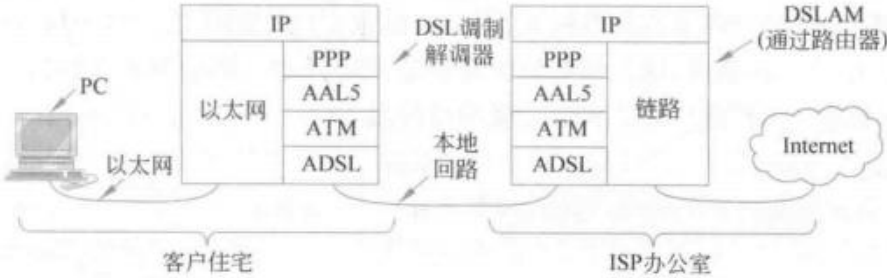 PC
以太网
IP
以太网
PPP
AAL5
ATM
ADSL
DSL调制
解调器
本地
回路
IP
PPP
AAL5
ATM
ADSL
链路
DSLAM
(通过路由器)
Internet
客户住宅
ISP办公室